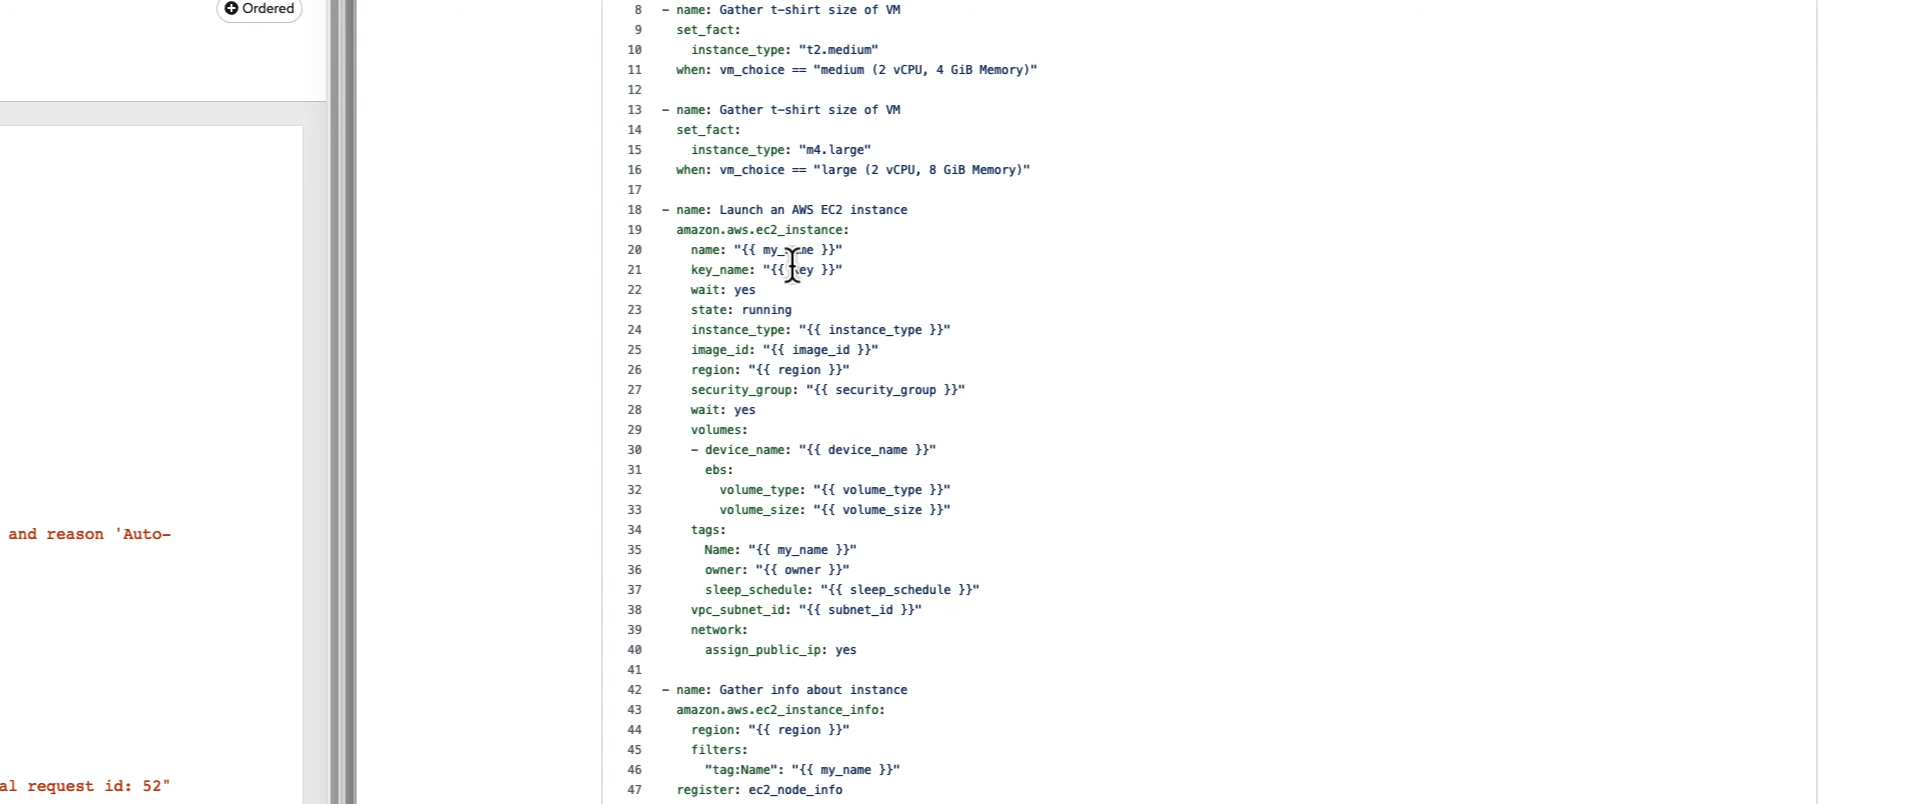 Ordered
and reason 'Auto-
al request id: 52"
8 - name: Gather t-shirt size of VM
9 set_fact:
10 instance_type: "t2.medium"
11 when: vm_choice == "medium (2 vCPU, 4 GiB Memory)"
12
13 - name: Gather t-shirt size of VM
14 set_fact:
15 instance_type: "m4.large"
16 when: vm_choice == "large (2 vCPU, 8 GiB Memory)"
17
18 - name: Launch an AWS EC2 instance
19 amazon.aws.ec2_instance:
20 name: "{{ my_name }}"
21 key_name: "{{ key }}"
22 wait: yes
23 state: running
24 instance_type: "{{ instance_type }}"
25 image_id: "{{ image_id }}"
26 region: "{{ region }}"
27 security_group: "{{ security_group }}"
28 wait: yes
29 volumes:
30 - device_name: "{{ device_name }}"
31 ebs:
32 volume_type: "{{ volume_type }}"
33 volume_size: "{{ volume_size }}"
34 tags:
35 Name: "{{ my_name }}"
36 owner: "{{ owner }}"
37 sleep_schedule: "{{ sleep_schedule }}"
38 vpc_subnet_id: "{{ subnet_id }}"
39 network:
40 assign_public_ip: yes
41
42 - name: Gather info about instance
43 amazon.aws.ec2_instance_info:
44 region: "{{ region }}"
45 filters:
46 "tag:Name": "{{ my_name }}"
47 register: ec2_node_info